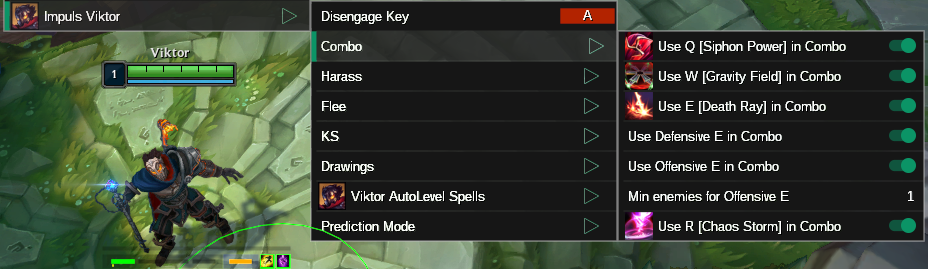 Impuls Viktor
Viktor
1
Disengage Key A
Combo
Harass
Flee
KS
Drawings
Viktor AutoLevel Spells
Prediction Mode
Use Q [Siphon Power] in Combo
Use W [Gravity Field] in Combo
Use E [Death Ray] in Combo
Use Defensive E in Combo
Use Offensive E in Combo
Min enemies for Offensive E 1
Use R [Chaos Storm] in Combo